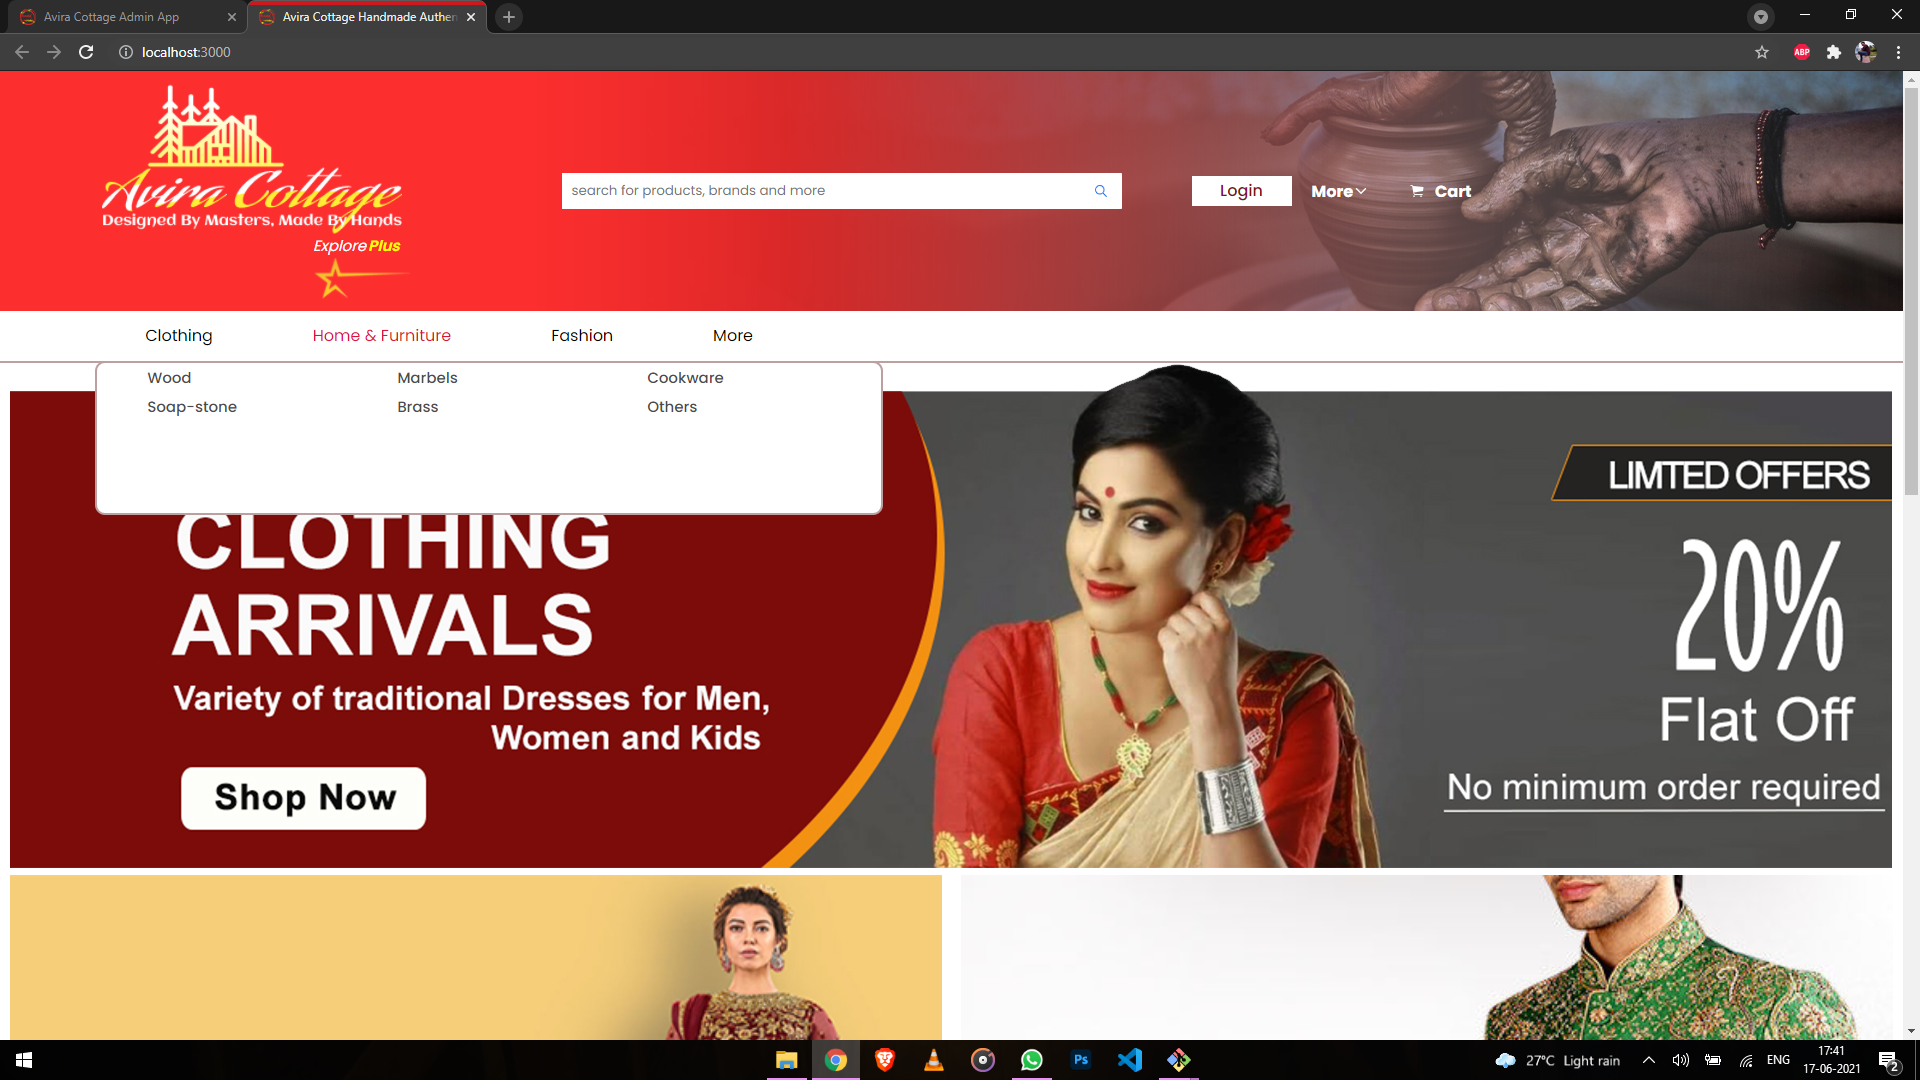 Avira Cottage Admin App
Avira Cottage Handmade Authen
localhost:3000
ABP
Avira Cottage
Designed By Masters, Made By Hands
Explore Plus
search for products, brands and more
Login
More
Cart
Clothing
Home & Furniture
Fashion
More
Wood
Marbels
Cookware
Soap-stone
Brass
Others
CLOTHING
ARRIVALS
Variety of traditional Dresses for Men,
Women and Kids
Shop Now
LIMTED OFFERS
20%
Flat Off
No minimum order required
Ps
27°C Light rain
ENG
17:41
17-06-2021
2